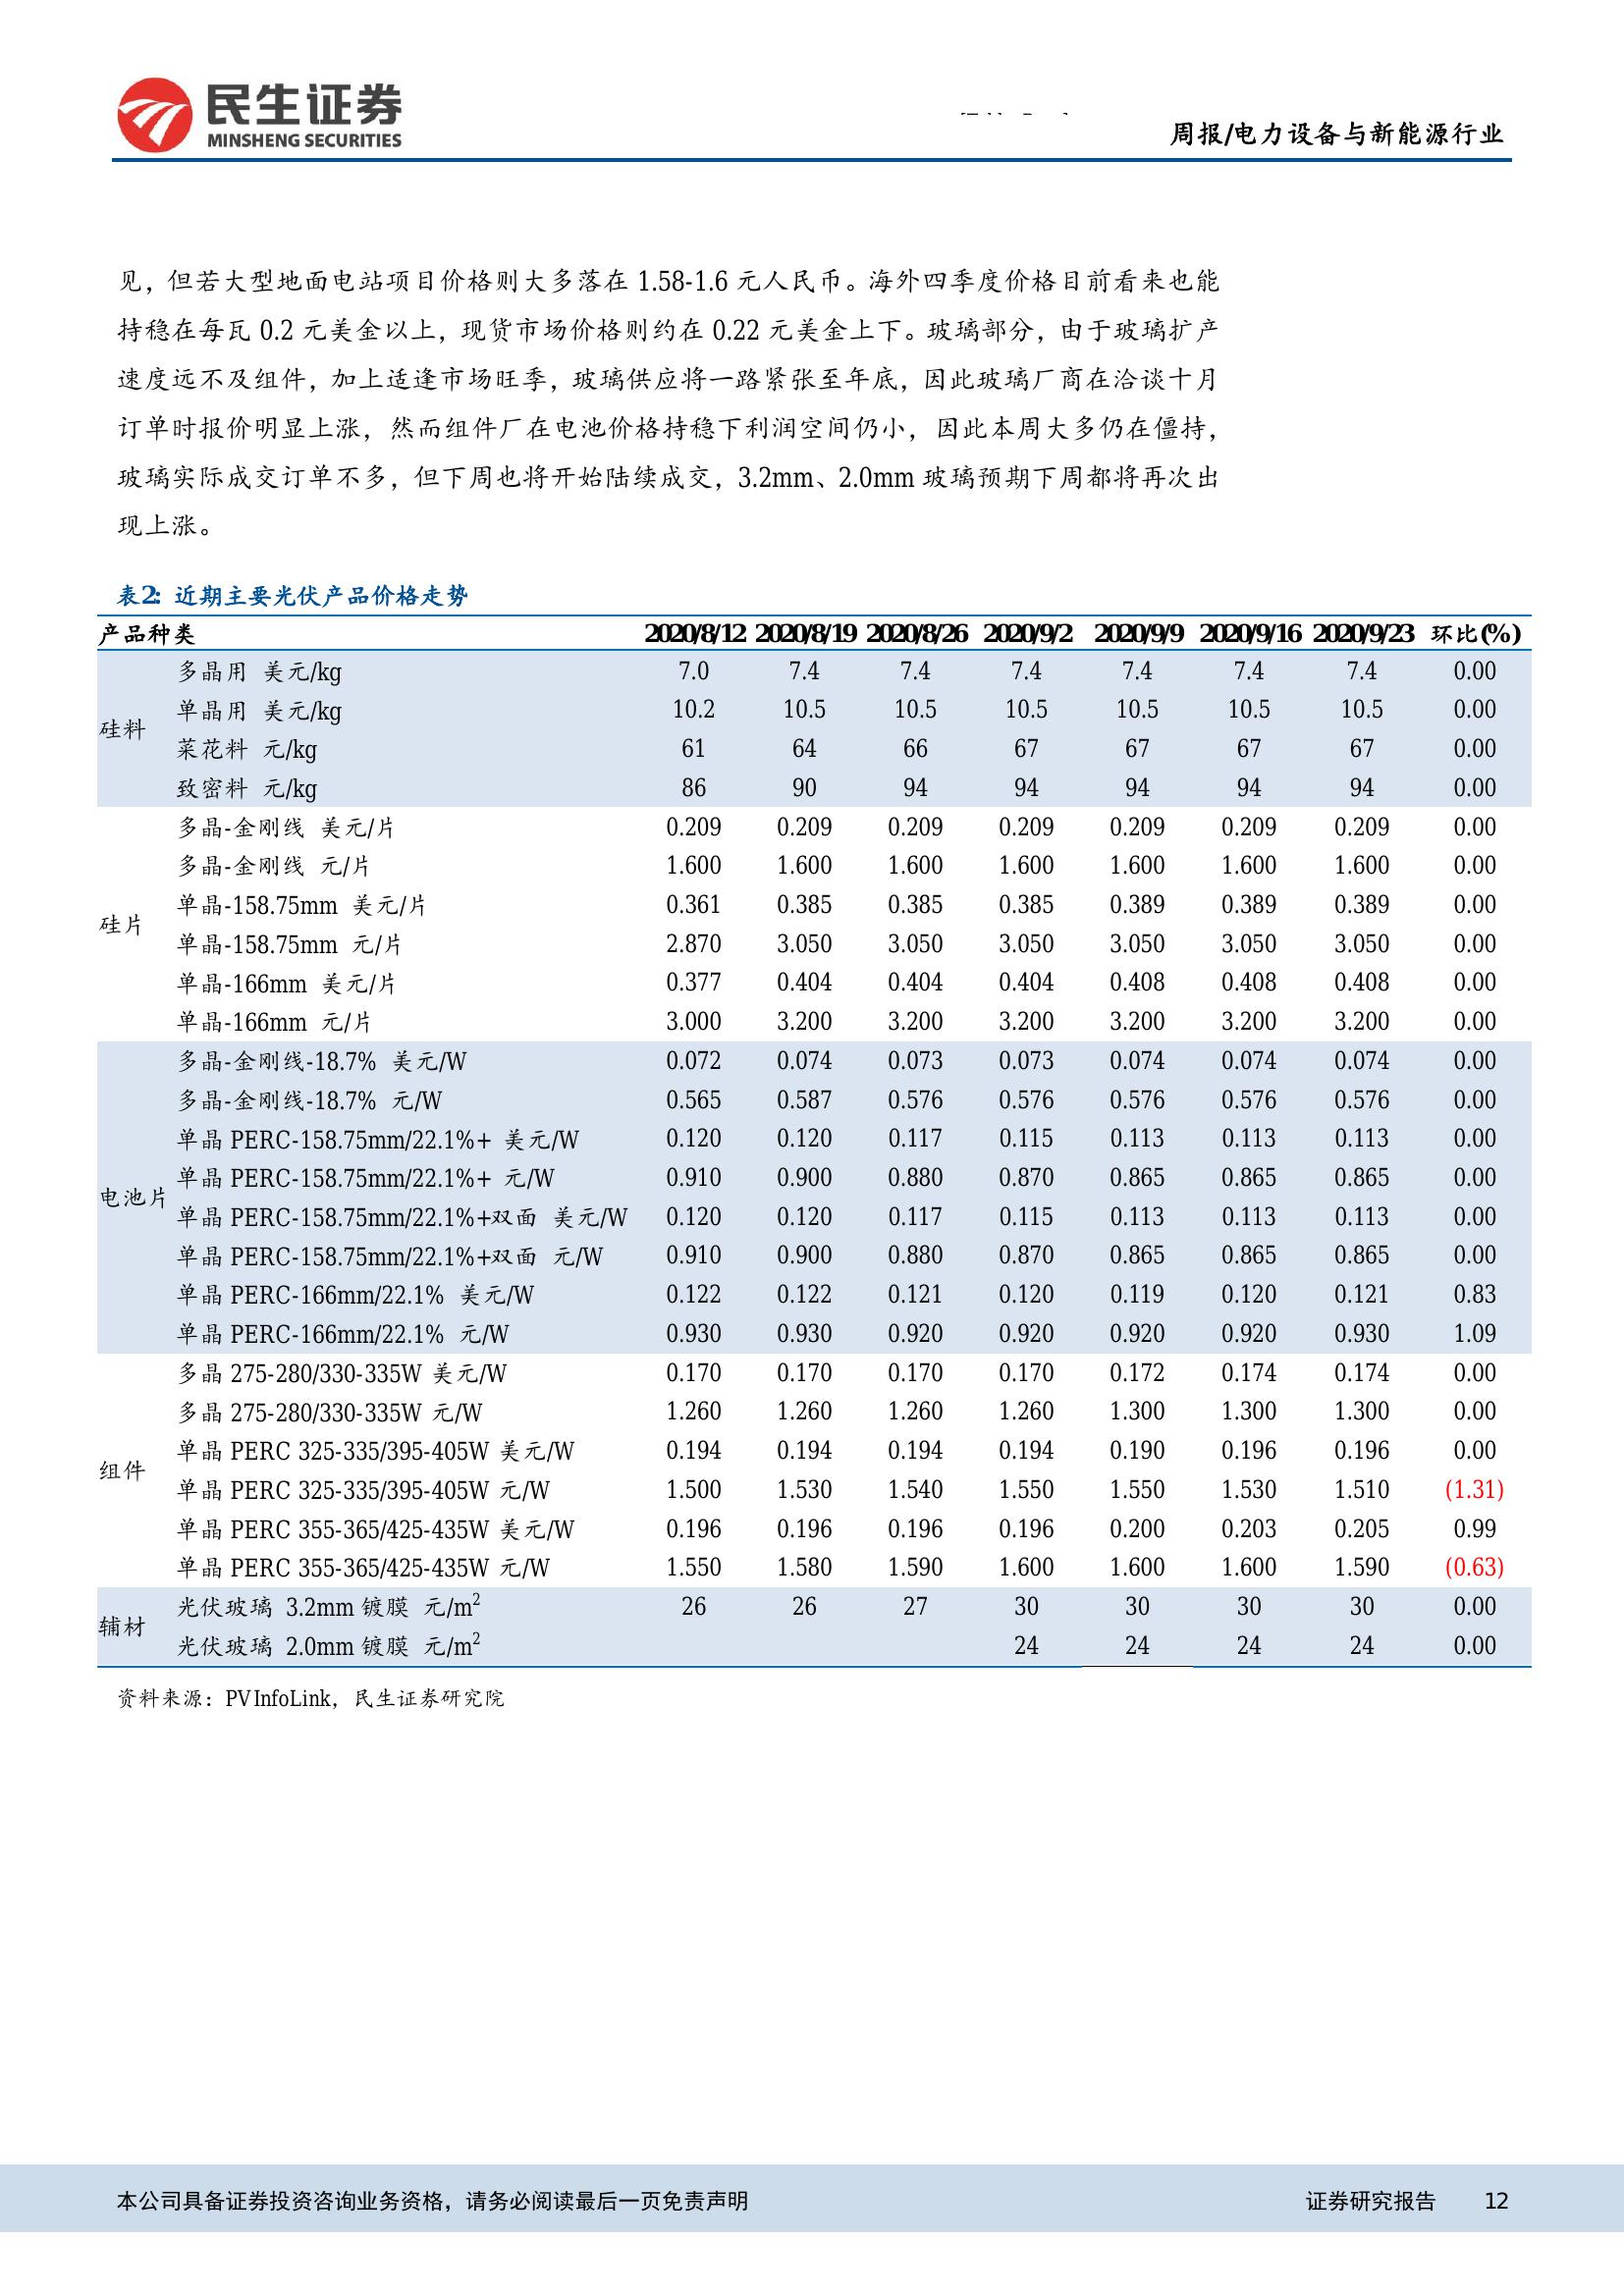 民生证券
MINSHENG SECURITIES
周报/电力设备与新能源行业
见，但若大型地面电站项目价格则大多落在 1.58-1.6 元人民币。海外四季度价格目前看来也能
持稳在每瓦 0.2 元美金以上，现货市场价格则约在 0.22 元美金上下。玻璃部分，由于玻璃扩产
速度远不及组件，加上适逢市场旺季，玻璃供应将一路紧张至年底，因此玻璃厂商在洽谈十月
订单时报价明显上涨，然而组件厂在电池价格持稳下利润空间仍小，因此本周大多仍在僵持，
玻璃实际成交订单不多，但下周也将开始陆续成交，3.2mm、2.0mm 玻璃预期下周都将再次出
现上涨。
表2: 近期主要光伏产品价格走势
产品种类 2020/8/12 2020/8/19 2020/8/26 2020/9/2 2020/9/9 2020/9/16 2020/9/23 环比(%)
硅料
多晶用 美元/kg 7.0 7.4 7.4 7.4 7.4 7.4 7.4 0.00
单晶用 美元/kg 10.2 10.5 10.5 10.5 10.5 10.5 10.5 0.00
菜花料 元/kg 61 64 66 67 67 67 67 0.00
致密料 元/kg 86 90 94 94 94 94 94 0.00
硅片
多晶-金刚线 美元/片 0.209 0.209 0.209 0.209 0.209 0.209 0.209 0.00
多晶-金刚线 元/片 1.600 1.600 1.600 1.600 1.600 1.600 1.600 0.00
单晶-158.75mm 美元/片 0.361 0.385 0.385 0.385 0.389 0.389 0.389 0.00
单晶-158.75mm 元/片 2.870 3.050 3.050 3.050 3.050 3.050 3.050 0.00
单晶-166mm 美元/片 0.377 0.404 0.404 0.404 0.408 0.408 0.408 0.00
单晶-166mm 元/片 3.000 3.200 3.200 3.200 3.200 3.200 3.200 0.00
电池片
多晶-金刚线-18.7% 美元/W 0.072 0.074 0.073 0.073 0.074 0.074 0.074 0.00
多晶-金刚线-18.7% 元/W 0.565 0.587 0.576 0.576 0.576 0.576 0.576 0.00
单晶 PERC-158.75mm/22.1%+ 美元/W 0.120 0.120 0.117 0.115 0.113 0.113 0.113 0.00
单晶 PERC-158.75mm/22.1%+ 元/W 0.910 0.900 0.880 0.870 0.865 0.865 0.865 0.00
单晶 PERC-158.75mm/22.1%+双面 美元/W 0.120 0.120 0.117 0.115 0.113 0.113 0.113 0.00
单晶 PERC-158.75mm/22.1%+双面 元/W 0.910 0.900 0.880 0.870 0.865 0.865 0.865 0.00
单晶 PERC-166mm/22.1% 美元/W 0.122 0.122 0.121 0.120 0.119 0.120 0.121 0.83
单晶 PERC-166mm/22.1% 元/W 0.930 0.930 0.920 0.920 0.920 0.920 0.930 1.09
组件
多晶 275-280/330-335W 美元/W 0.170 0.170 0.170 0.170 0.172 0.174 0.174 0.00
多晶 275-280/330-335W 元/W 1.260 1.260 1.260 1.260 1.300 1.300 1.300 0.00
单晶 PERC 325-335/395-405W 美元/W 0.194 0.194 0.194 0.194 0.190 0.196 0.196 0.00
单晶 PERC 325-335/395-405W 元/W 1.500 1.530 1.540 1.550 1.550 1.530 1.510 (1.31)
单晶 PERC 355-365/425-435W 美元/W 0.196 0.196 0.196 0.196 0.200 0.203 0.205 0.99
单晶 PERC 355-365/425-435W 元/W 1.550 1.580 1.590 1.600 1.600 1.600 1.590 (0.63)
辅材
光伏玻璃 3.2mm 镀膜 元/m² 26 26 27 30 30 30 30 0.00
光伏玻璃 2.0mm 镀膜 元/m² 24 24 24 24 0.00
资料来源：PVInfoLink，民生证券研究院
本公司具备证券投资咨询业务资格，请务必阅读最后一页免责声明 证券研究报告 12